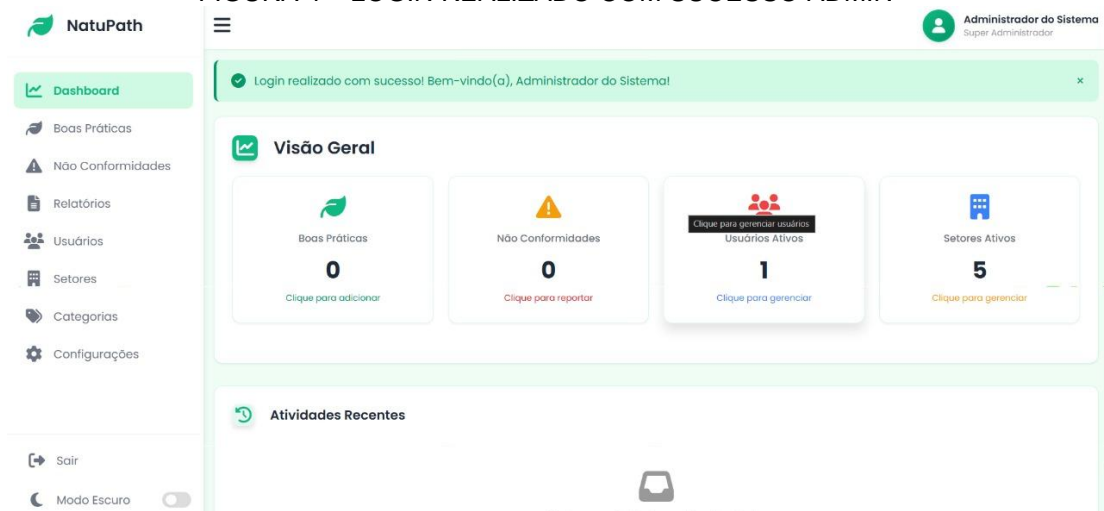 NatuPath
Administrador do Sistema
Super Administrador
Login realizado com sucesso! Bem-vindo(a), Administrador do Sistema!
×
Dashboard
Boas Práticas
Não Conformidades
Relatórios
Usuários
Setores
Categorias
Configurações
Sair
Modo Escuro
Visão Geral
Boas Práticas
0
Clique para adicionar
Não Conformidades
0
Clique para reportar
Clique para gerenciar usuários
Usuários Ativos
1
Clique para gerenciar
Setores Ativos
5
Clique para gerenciar
Atividades Recentes